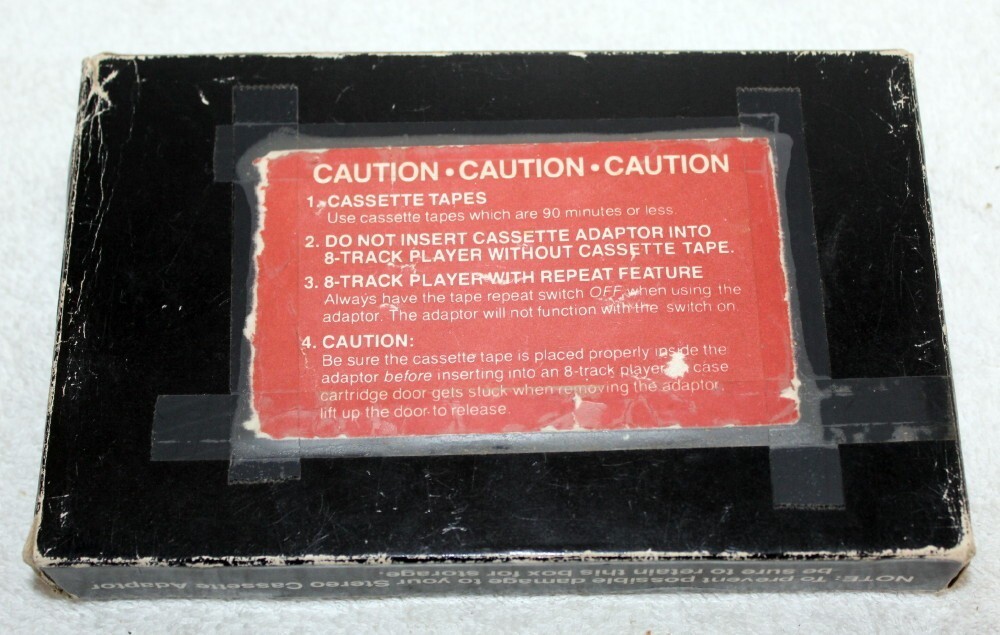 CAUTION • CAUTION • CAUTION
1. CASSETTE TAPES
Use cassette tapes which are 90 minutes or less.
2. DO NOT INSERT CASSETTE ADAPTOR INTO
8-TRACK PLAYER WITHOUT CASSETTE TAPE.
3. 8-TRACK PLAYER WITH REPEAT FEATURE
Always have the tape repeat switch OFF when using the
adaptor. The adaptor will not function with the switch on.
4. CAUTION:
Be sure the cassette tape is placed properly inside the
adaptor before inserting into an 8-track player. case
cartridge door gets stuck when removing the adaptor,
lift up the door to release.
NOTE: To prevent possible damage to your Stereo Cassette Adaptor
be sure to retain this box for storage.